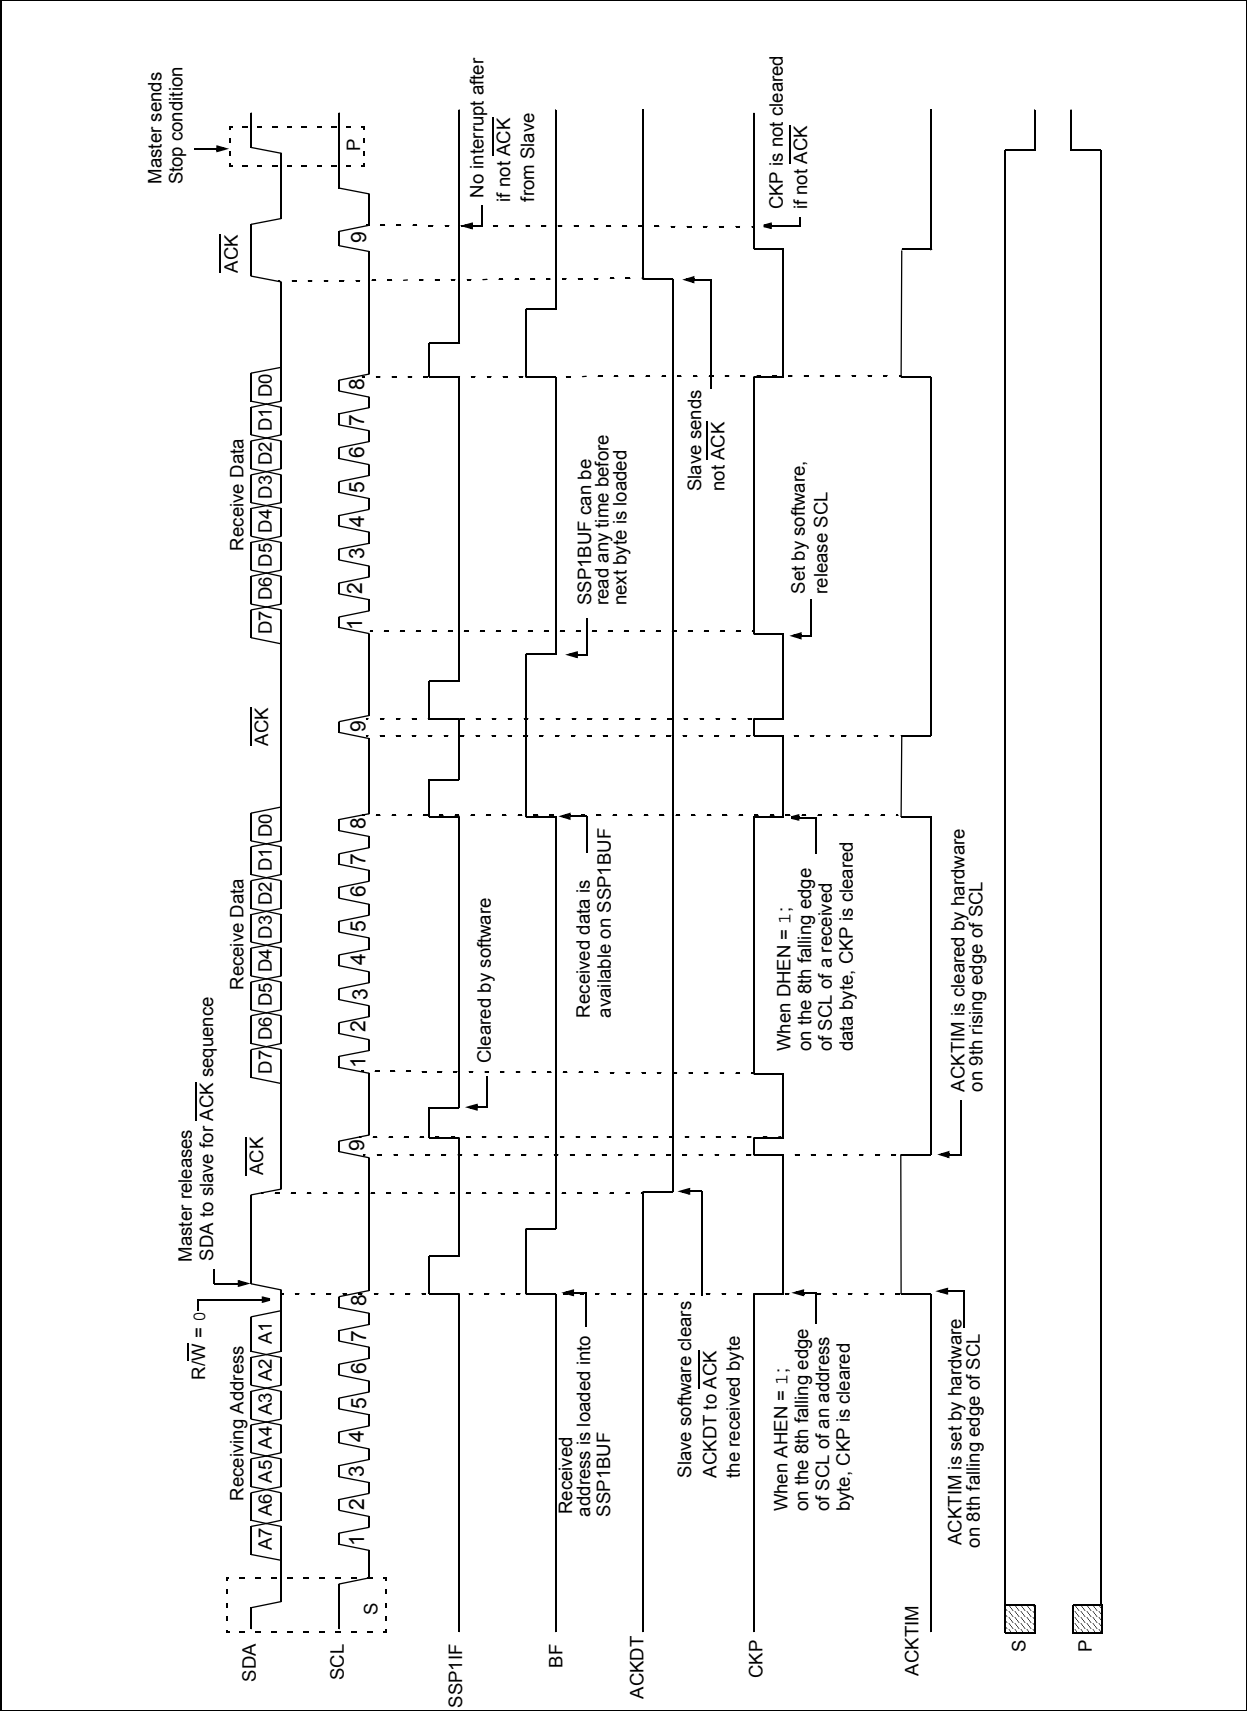 Master sends
Stop condition
Master releases
SDA to slave for ACK sequence
R/W = 0
Receiving Address
Receive Data
Receive Data
ACK
ACK
ACK
SDA
A7 A6 A5 A4 A3 A2 A1
D7 D6 D5 D4 D3 D2 D1 D0
D7 D6 D5 D4 D3 D2 D1 D0
SCL
S
1 2 3 4 5 6 7 8 9
1 2 3 4 5 6 7 8 9
1 2 3 4 5 6 7 8 9
P
SSP1IF
Cleared by software
No interrupt after
if not ACK
from Slave
BF
Received
address is loaded into
SSP1BUF
Received data is
available on SSP1BUF
SSP1BUF can be
read any time before
next byte is loaded
ACKDT
Slave software clears
ACKDT to ACK
the received byte
Slave sends
not ACK
CKP
When AHEN = 1;
on the 8th falling edge
of SCL of an address
byte, CKP is cleared
When DHEN = 1;
on the 8th falling edge
of SCL of a received
data byte, CKP is cleared
Set by software,
release SCL
CKP is not cleared
if not ACK
ACKTIM
ACKTIM is set by hardware
on 8th falling edge of SCL
ACKTIM is cleared by hardware
on 9th rising edge of SCL
S
P